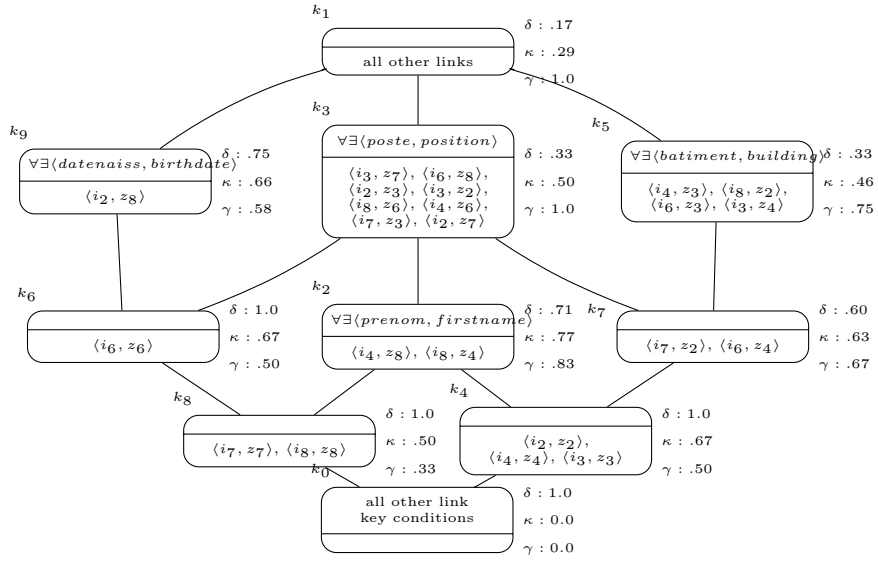 k1
δ : .17
κ : .29
all other links
γ : 1.0
k9
∀∃⟨datenaiss, birthdate⟩
⟨i2, z8⟩
δ : .75
κ : .66
γ : .58
k3
∀∃⟨poste, position⟩
⟨i3, z7⟩, ⟨i6, z8⟩,
⟨i2, z3⟩, ⟨i3, z2⟩,
⟨i8, z6⟩, ⟨i4, z6⟩,
⟨i7, z3⟩, ⟨i2, z7⟩
δ : .33
κ : .50
γ : 1.0
k5
∀∃⟨batiment, building⟩
⟨i4, z3⟩, ⟨i8, z2⟩,
⟨i6, z3⟩, ⟨i3, z4⟩
δ : .33
κ : .46
γ : .75
k6
⟨i6, z6⟩
δ : 1.0
κ : .67
γ : .50
k2
∀∃⟨prenom, firstname⟩
⟨i4, z8⟩, ⟨i8, z4⟩
δ : .71
κ : .77
γ : .83
k7
⟨i7, z2⟩, ⟨i6, z4⟩
δ : .60
κ : .63
γ : .67
k8
⟨i7, z7⟩, ⟨i8, z8⟩
δ : 1.0
κ : .50
γ : .33
k4
⟨i2, z2⟩,
⟨i4, z4⟩, ⟨i3, z3⟩
δ : 1.0
κ : .67
γ : .50
k0
all other link
key conditions
δ : 1.0
κ : 0.0
γ : 0.0